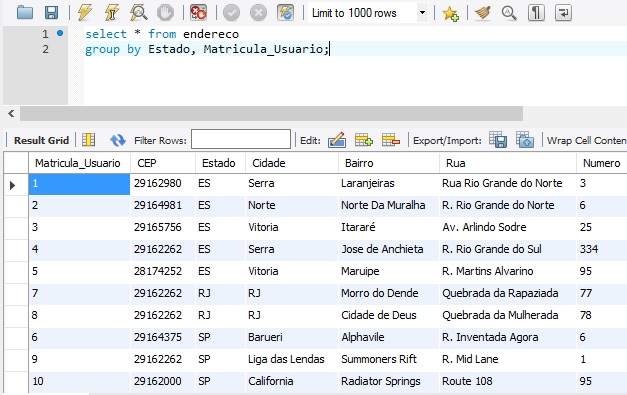 Limit to 1000 rows
1 select * from endereco
2 group by Estado, Matricula_Usuario;
Result Grid Filter Rows: Edit: Export/Import: Wrap Cell Conten
Matricula_Usuario CEP Estado Cidade Bairro Rua Numero
1 29162980 ES Serra Laranjeiras Rua Rio Grande do Norte 3
2 29164981 ES Norte Norte Da Muralha R. Rio Grande do Norte 6
3 29165756 ES Vitoria Itararé Av. Arlindo Sodre 25
4 29162262 ES Serra Jose de Anchieta R. Rio Grande do Sul 334
5 28174252 ES Vitoria Maruipe R. Martins Alvarino 95
7 29162262 RJ RJ Morro do Dende Quebrada da Rapaziada 77
8 29162262 RJ RJ Cidade de Deus Quebrada da Mulherada 78
6 29164375 SP Barueri Alphavile R. Inventada Agora 6
9 29162262 SP Liga das Lendas Summoners Rift R. Mid Lane 1
10 29162000 SP California Radiator Springs Route 108 95